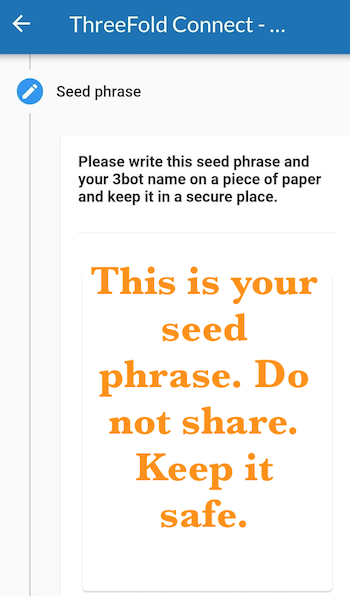 ThreeFold Connect - ...
Seed phrase
Please write this seed phrase and
your 3bot name on a piece of paper
and keep it in a secure place.
This is your
seed
phrase. Do
not share.
Keep it
safe.